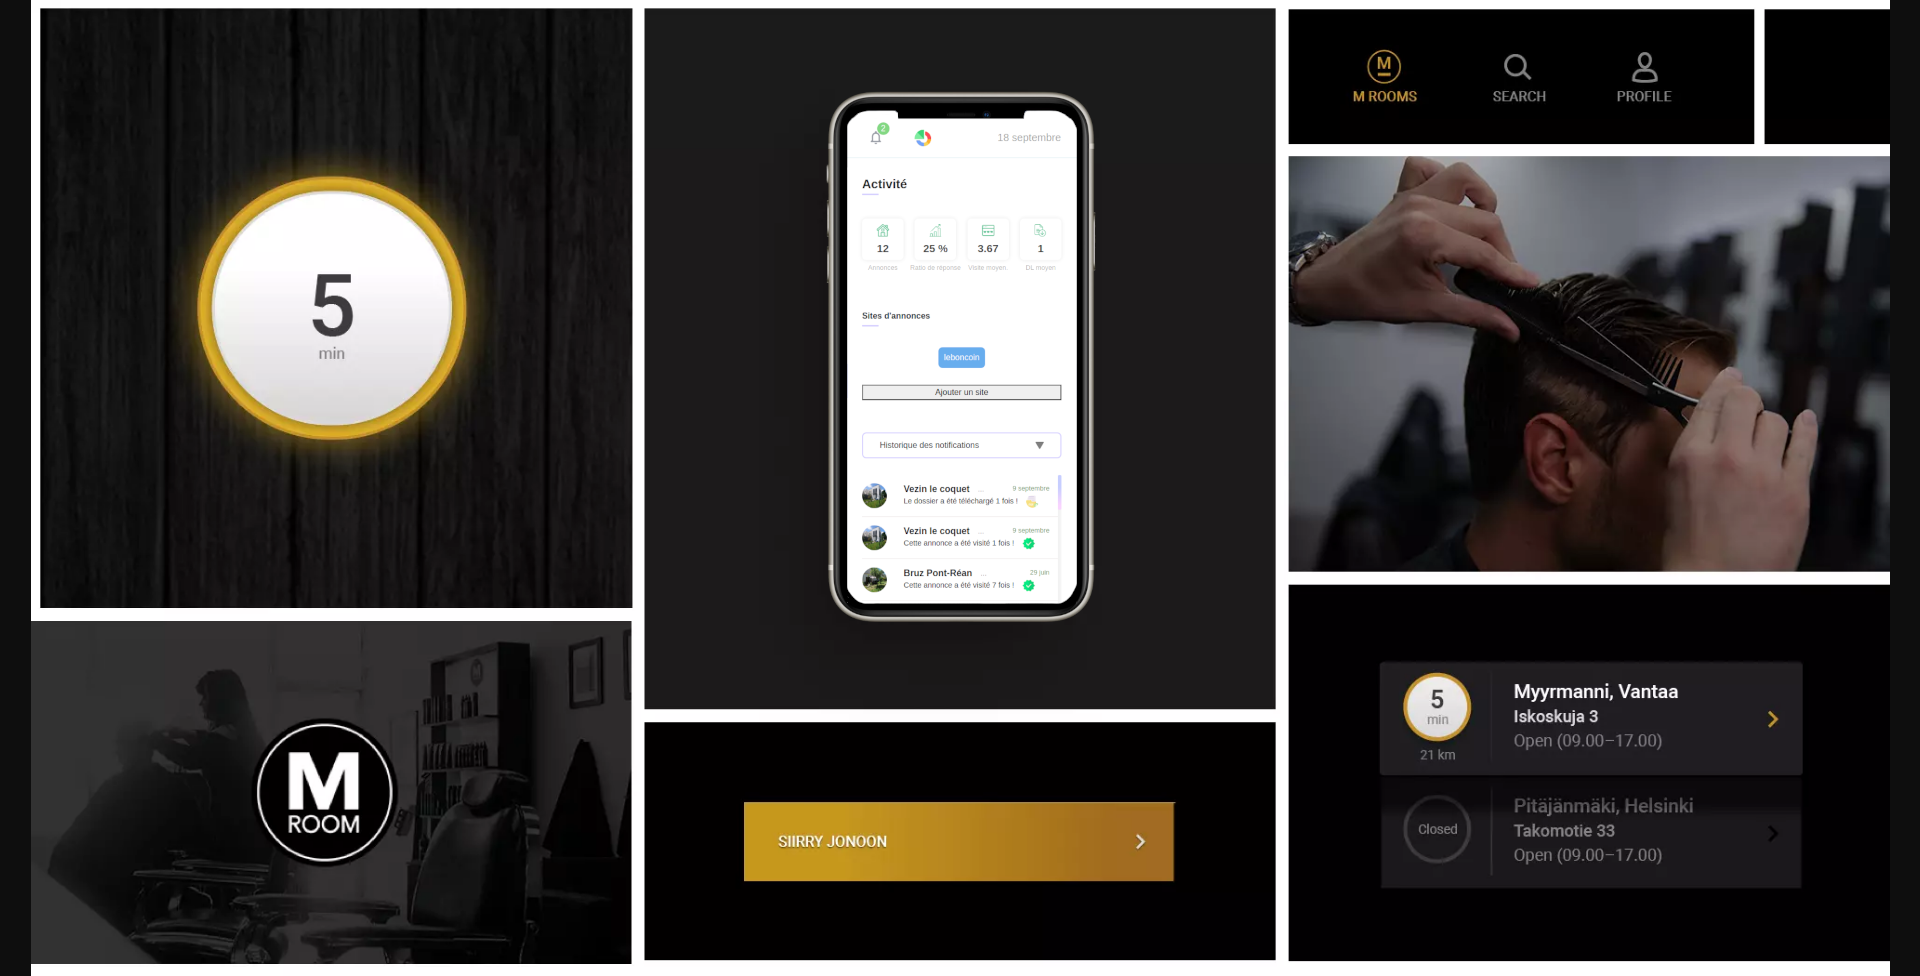 5
min
M
ROOM
2
18 septembre
Activité
12
25 %
3.67
1
Annonces
Ratio de réponse
Visite moyen.
DL moyen
Sites d'annonces
leboncoin
Ajouter un site
Historique des notifications
Vezin le coquet ...
9 septembre
Le dossier a été téléchargé 1 fois !
Vezin le coquet ...
9 septembre
Cette annonce a été visité 1 fois !
Bruz Pont-Réan ...
29 juin
Cette annonce a été visité 7 fois !
SIIRRY JONOON
M
M ROOMS
SEARCH
PROFILE
5
min
21 km
Myyrmanni, Vantaa
Iskoskuja 3
Open (09.00–17.00)
Closed
Pitäjänmäki, Helsinki
Takomotie 33
Open (09.00–17.00)